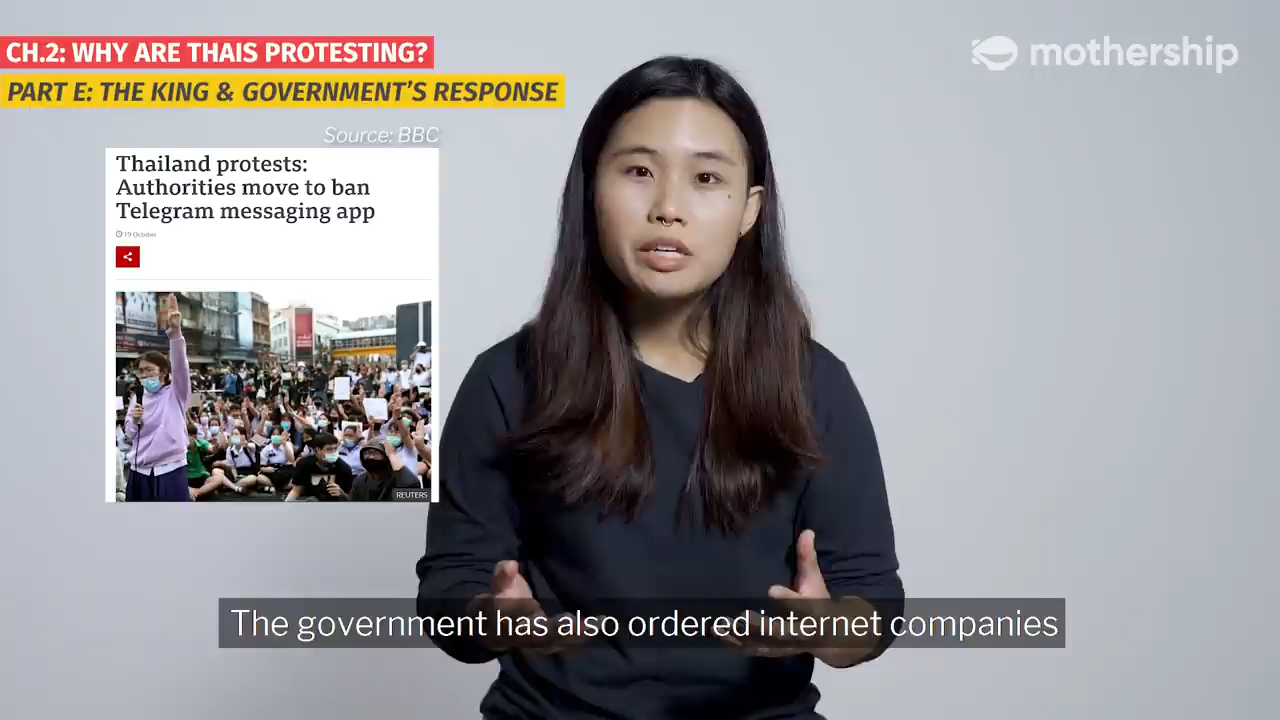 CH.2: WHY ARE THAIS PROTESTING?
mothership
PART E: THE KING & GOVERNMENT'S RESPONSE
Source: BBC
Thailand protests:
Authorities move to ban
Telegram messaging app
19 October
REUTERS
The government has also ordered internet companies